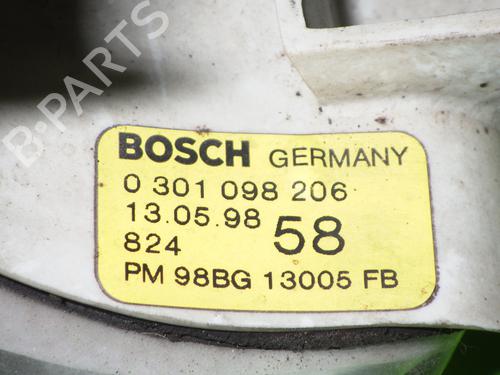 B-PARTS
BOSCH GERMANY
0 301 098 206
13.05.98 58
824
PM 98BG 13005 FB